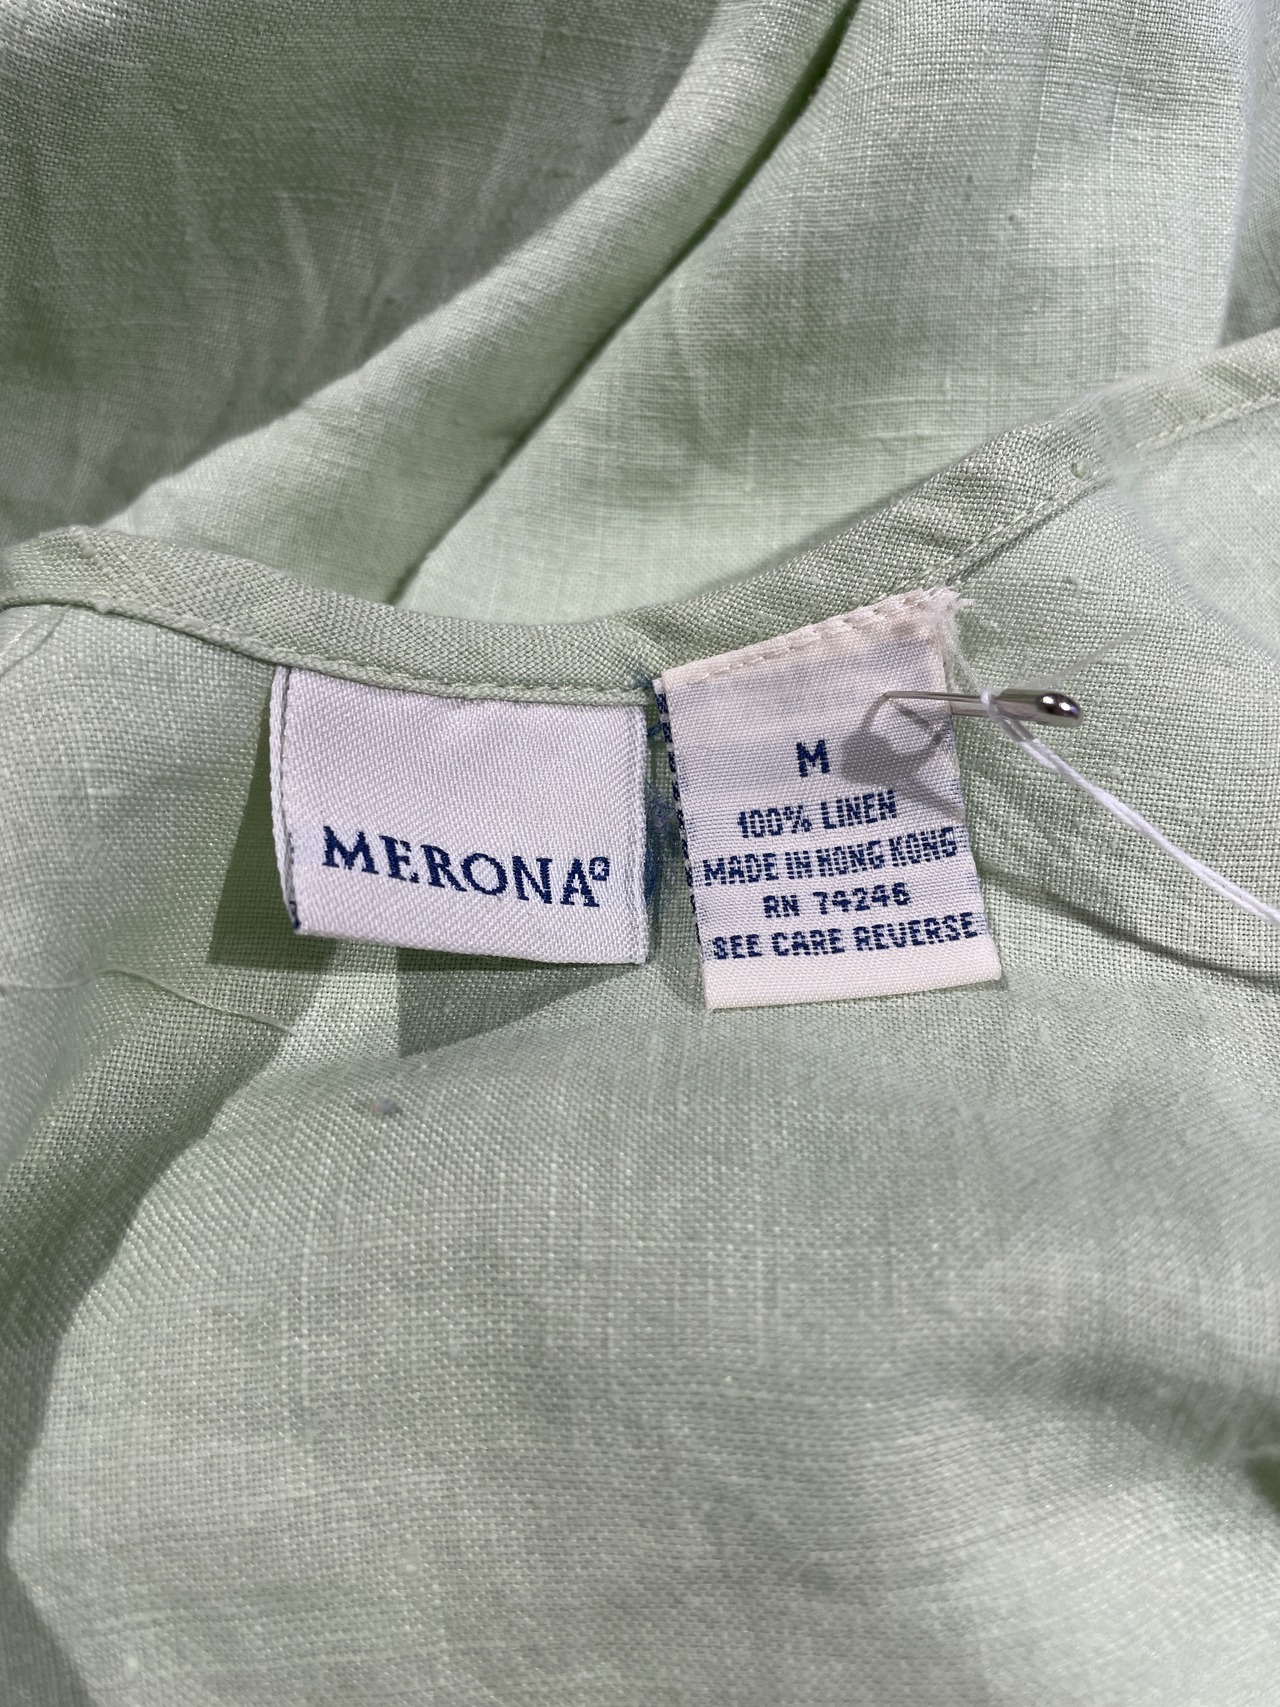 MERONA®
M
100% LINEN
MADE IN HONG KONG
RN 74246
SEE CARE REVERSE